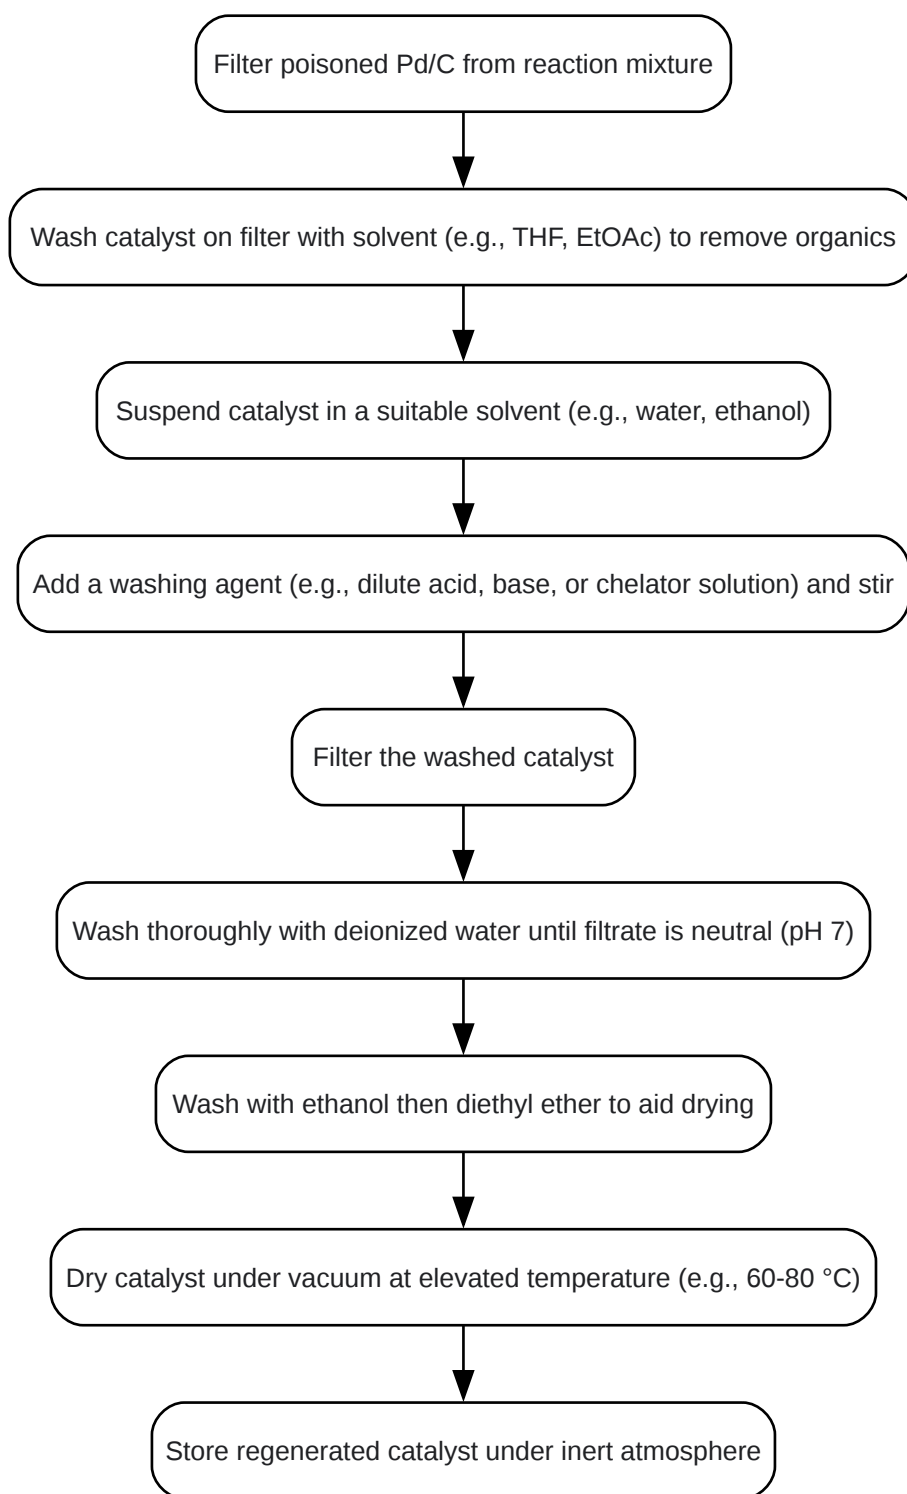 Filter poisoned Pd/C from reaction mixture
Wash catalyst on filter with solvent (e.g., THF, EtOAc) to remove organics
Suspend catalyst in a suitable solvent (e.g., water, ethanol)
Add a washing agent (e.g., dilute acid, base, or chelator solution) and stir
Filter the washed catalyst
Wash thoroughly with deionized water until filtrate is neutral (pH 7)
Wash with ethanol then diethyl ether to aid drying
Dry catalyst under vacuum at elevated temperature (e.g., 60-80 °C)
Store regenerated catalyst under inert atmosphere